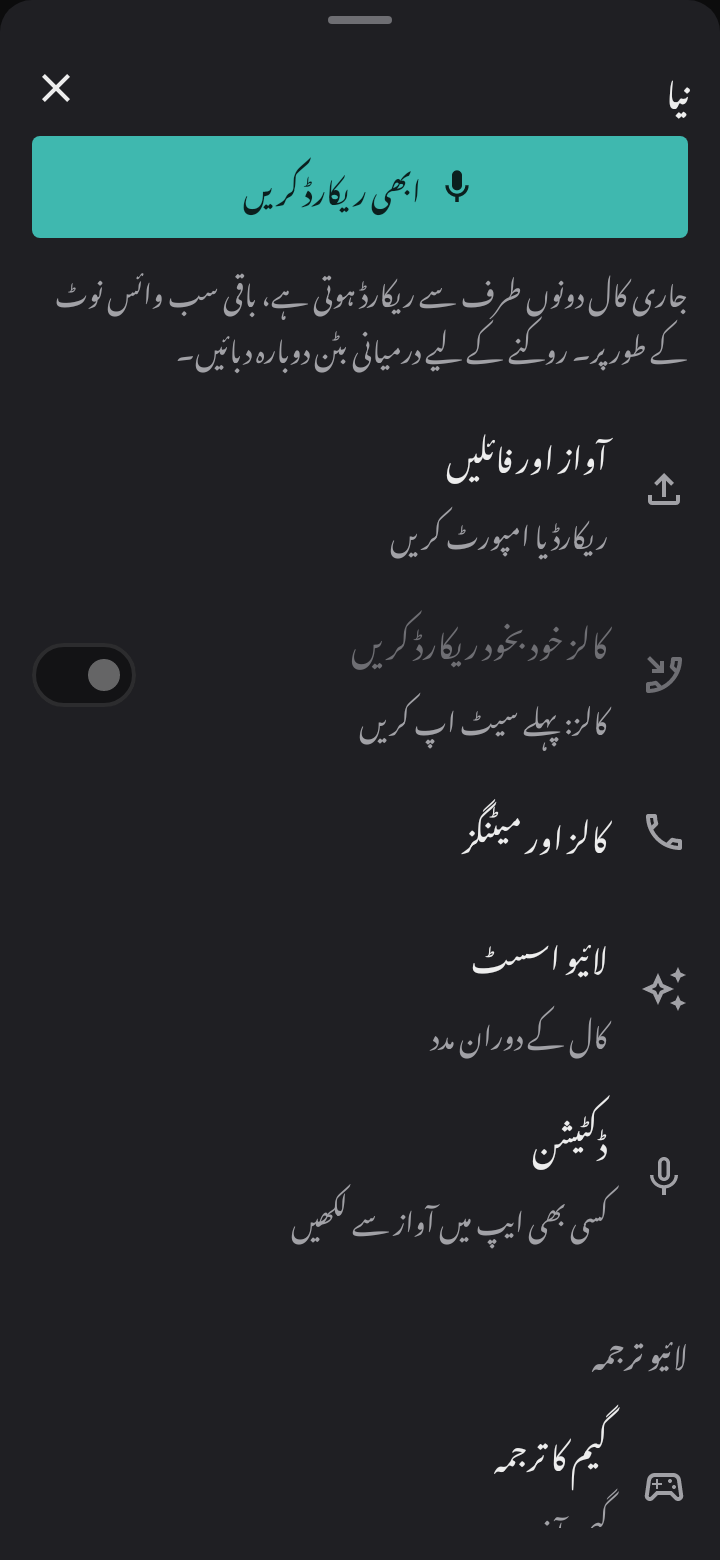 نیا
ابھی ریکارڈ کریں
جاری کال دونوں طرف سے ریکارڈ ہوتی ہے، باقی سب وائس نوٹ
کے طور پر۔ روکنے کے لیے درمیانی بٹن دوبارہ دبائیں۔
آواز اور فائلیں
ریکارڈ یا امپورٹ کریں
کالز خود بخود ریکارڈ کریں
کالز: پہلے سیٹ اپ کریں
کالز اور میٹنگز
لائیو اسسٹ
کال کے دوران مدد
ڈکٹیشن
کسی بھی ایپ میں آواز سے لکھیں
لائیو ترجمہ
گیم کا ترجمہ